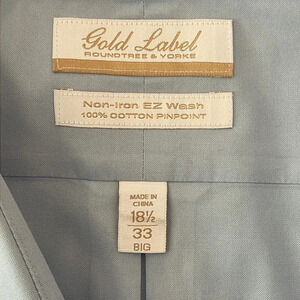 Gold Label
ROUNDTREE & YORKE
Non-Iron EZ Wash
100% COTTON PINPOINT
MADE IN
CHINA
18½
33
BIG